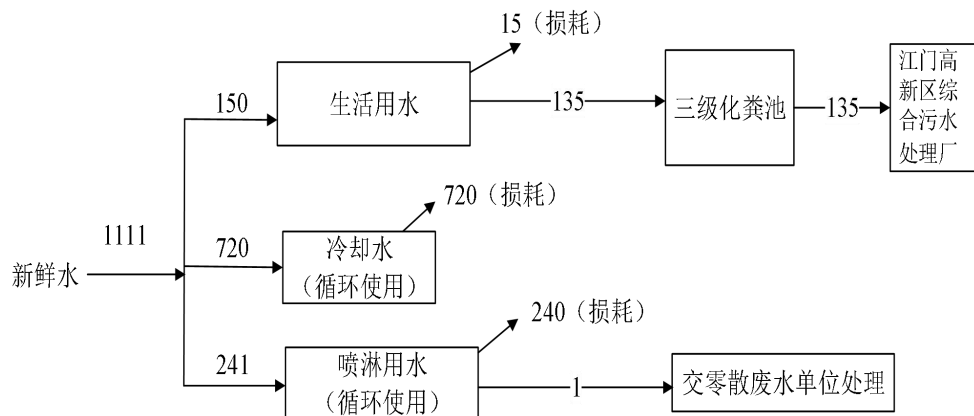 15（损耗）
150
生活用水
135
三级化粪池
135
江门高
新区综
合污水
处理厂
1111
新鲜水
720
720（损耗）
冷却水
（循环使用）
241
240（损耗）
喷淋用水
（循环使用）
1
交零散废水单位处理